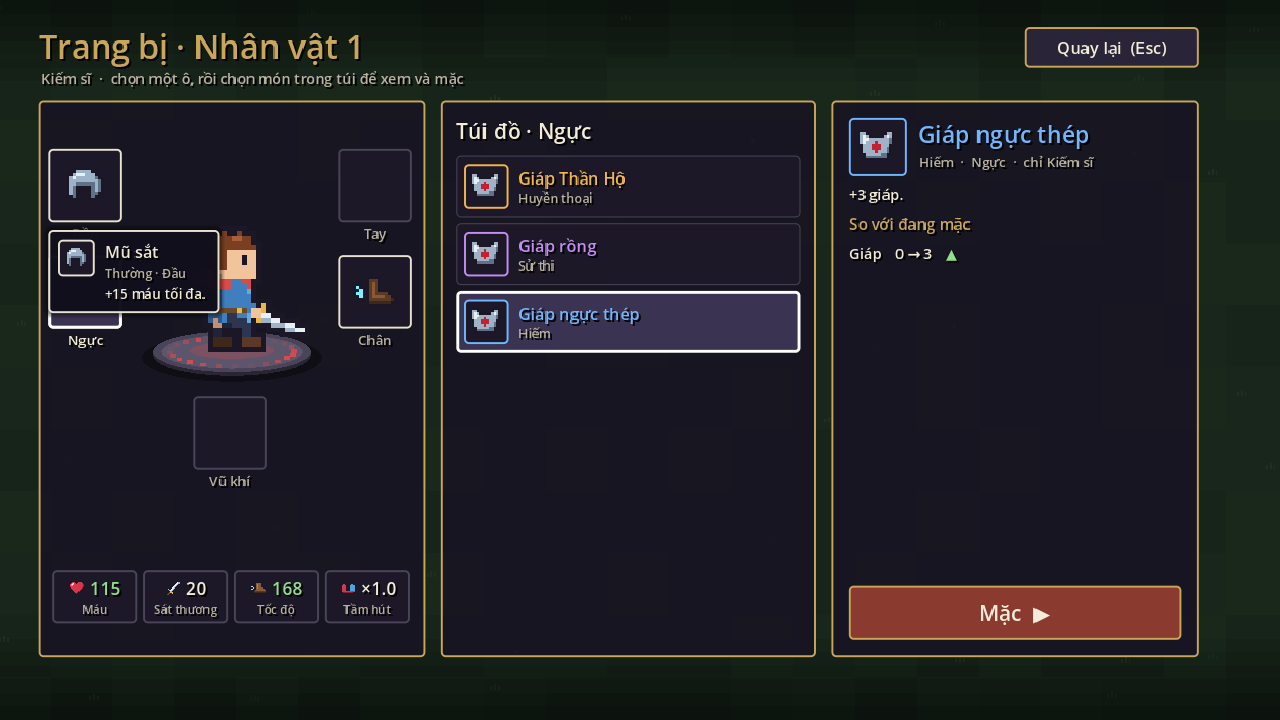 Trang bị · Nhân vật 1
Quay lại (Esc)
Kiếm sĩ · chọn một ô, rồi chọn món trong túi để xem và mặc
Tay
Mũ sắt
Thường · Đầu
+15 máu tối đa.
Ngực
Chân
Vũ khí
115
Máu
20
Sát thương
168
Tốc độ
×1.0
Tầm hút
Túi đồ · Ngực
Giáp Thần Hộ
Huyền thoại
Giáp rồng
Sử thi
Giáp ngực thép
Hiếm
Giáp ngực thép
Hiếm · Ngực · chỉ Kiếm sĩ
+3 giáp.
So với đang mặc
Giáp 0 → 3 ▲
Mặc ▶